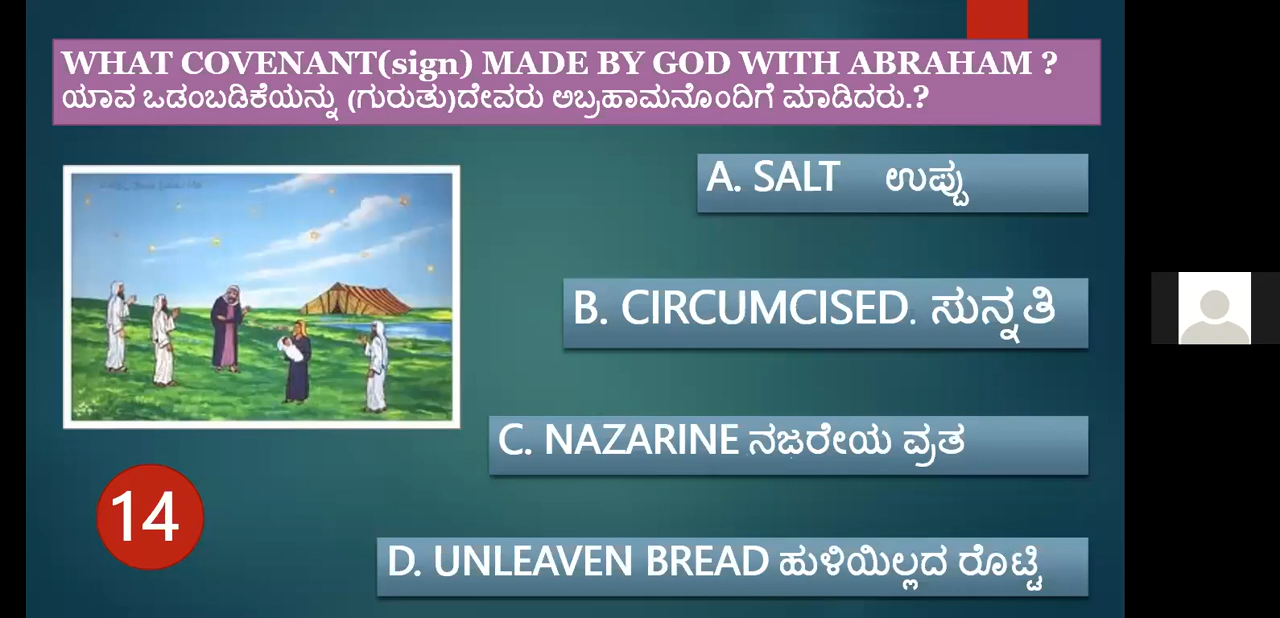 WHAT COVENANT(sign) MADE BY GOD WITH ABRAHAM ?
ಯಾವ ಒಡಂಬಡಿಕೆಯನ್ನು (ಗುರುತು)ದೇವರು ಅಬ್ರಹಾಮನೊಂದಿಗೆ ಮಾಡಿದರು.?
A. SALT ಉಪ್ಪು
B. CIRCUMCISED. ಸುನ್ನತಿ
C. NAZARINE ನಜರೇಯ ವ್ರತ
14
D. UNLEAVEN BREAD ಹುಳಿಯಿಲ್ಲದ ರೊಟ್ಟಿ